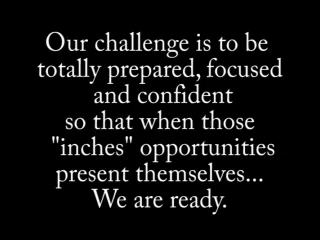 Our challenge is to be
totally prepared, focused
and confident
so that when those
"inches" opportunities
present themselves...
We are ready.